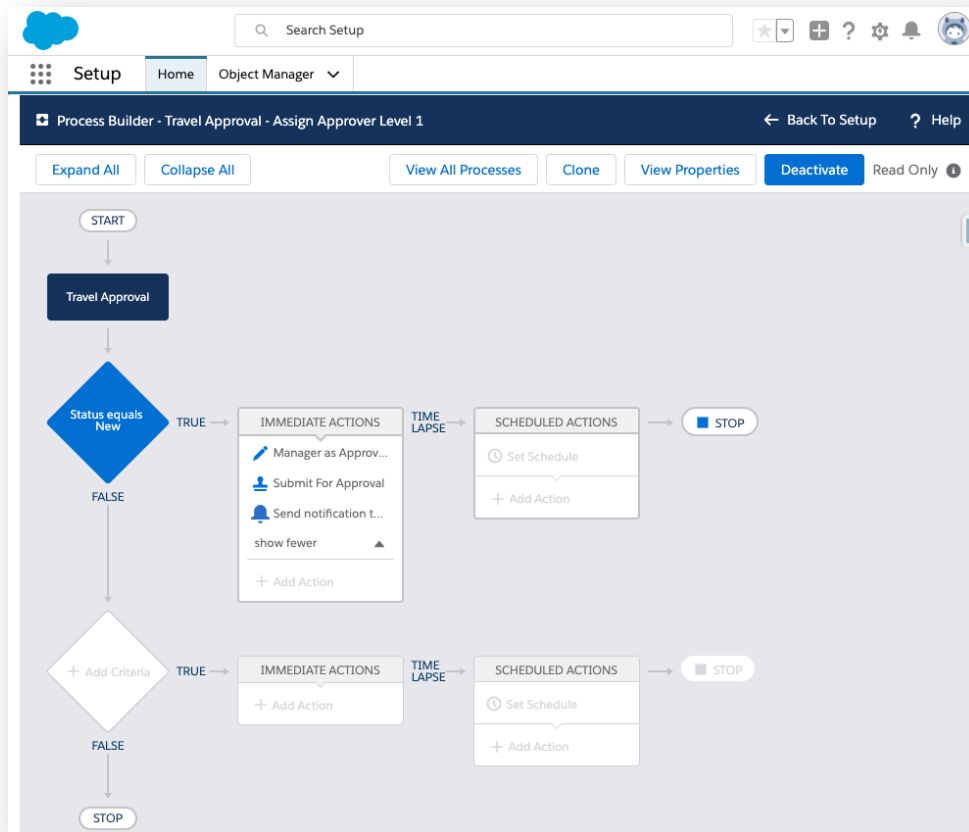 Search Setup
Setup
Home
Object Manager
Process Builder - Travel Approval - Assign Approver Level 1
Back To Setup
? Help
Expand All
Collapse All
View All Processes
Clone
View Properties
Deactivate
Read Only
START
Travel Approval
Status equals
New
TRUE
IMMEDIATE ACTIONS
Manager as Approv...
Submit For Approval
Send notification t...
show fewer
+ Add Action
TIME
LAPSE
SCHEDULED ACTIONS
Set Schedule
+ Add Action
STOP
FALSE
+ Add Criteria
TRUE
IMMEDIATE ACTIONS
+ Add Action
TIME
LAPSE
SCHEDULED ACTIONS
Set Schedule
+ Add Action
STOP
FALSE
STOP